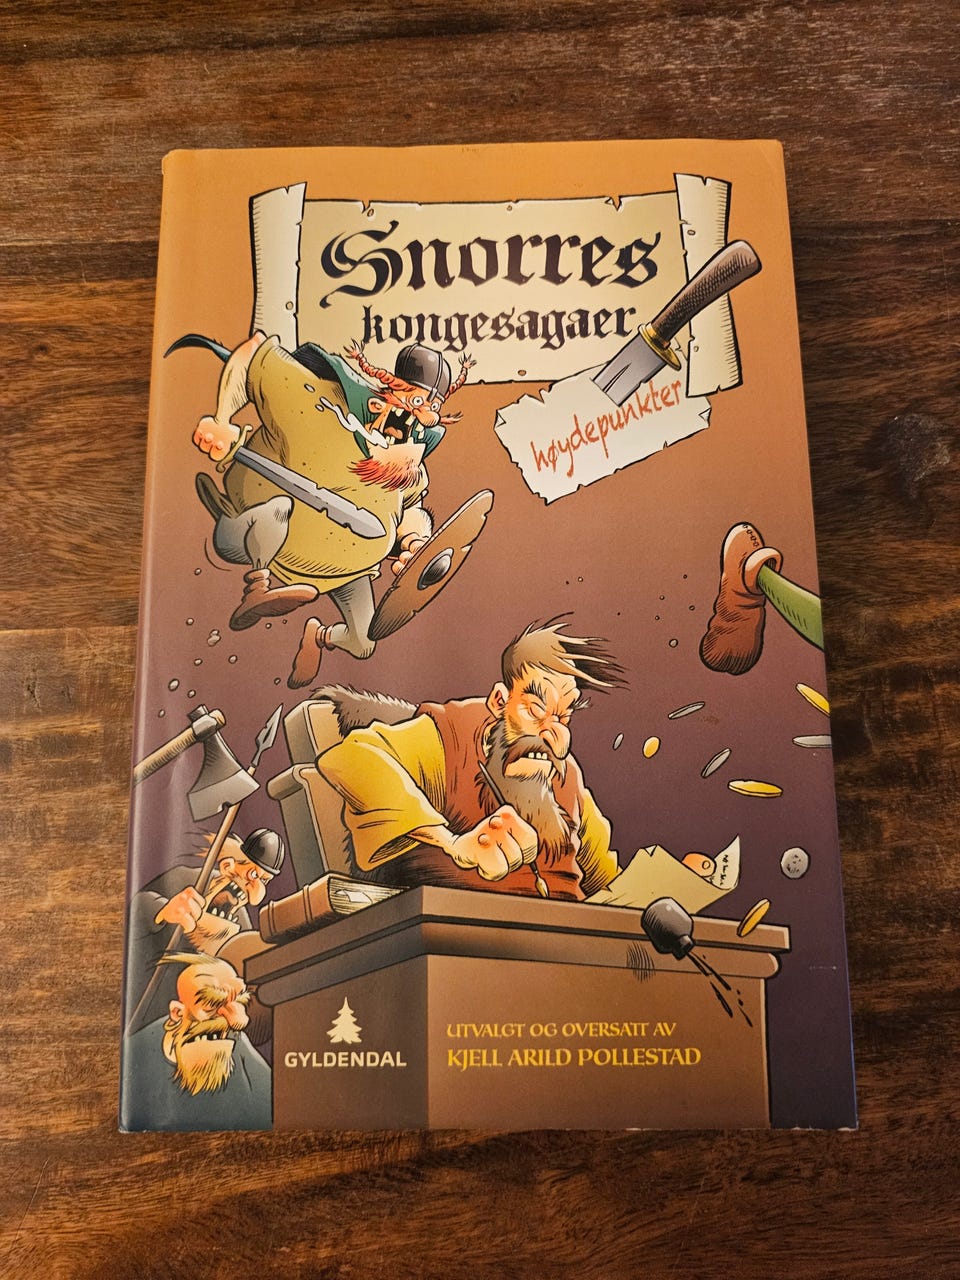 Snorres
kongesagaer
høydepunkter
UTVALGT OG OVERSATT AV
KJELL ARILD POLLESTAD
GYLDENDAL